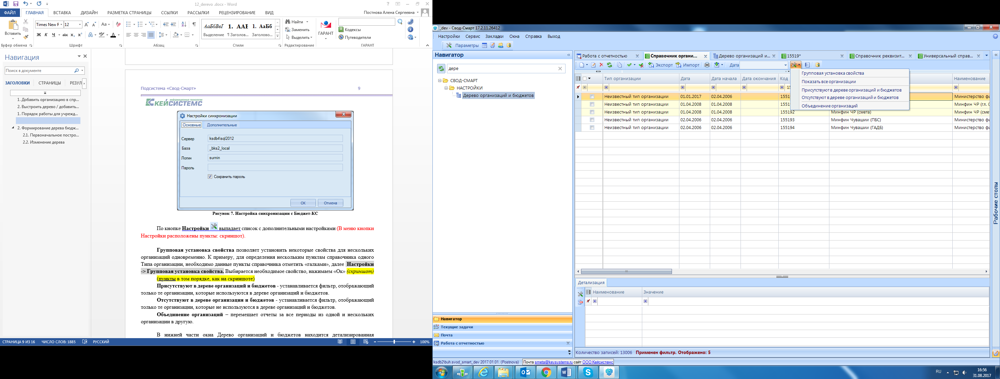 12_derevo .docx - Word
ФАЙЛ ГЛАВНАЯ ВСТАВКА ДИЗАЙН РАЗМЕТКА СТРАНИЦЫ ССЫЛКИ РАССЫЛКИ РЕЦЕНЗИРОВАНИЕ ВИД
Постнова Алена Сергеевна
Вставить
Times New F 12
Ж К Ч abc x₂ x²
АаБбВвГ 1. ААБ 1. АаБб
Выделение ¶ Заголов... Заголово...
Найти
Заменить
Выделить
ГАРАНТ
Кодексы
Путеводители
Буфер обмена Шрифт Абзац Стили Редактирование ГАРАНТ
Навигация
Поиск в документе
ЗАГОЛОВКИ СТРАНИЦЫ РЕЗУЛ
1. Добавить организацию в спр...
2. Выстроить дерево / добавить...
1. Порядок работы для учрежд...
2. Формирование дерева бюдж...
2.1. Первоначальное постро...
2.2. Изменение дерева
Подсистема «Свод-Смарт» 9
информационные технологии
КЕЙСИСТЕМС
Настройки синхронизации
Основные Дополнительные
Сервер ksdb4\sql2012
База _bks2_local
Логин surnin
Пароль
Сохранить пароль
ОК Отмена
Рисунок 7. Настройка синхронизации с Бюджет-КС
По кнопке Настройки выпадает список с дополнительными настройками (В меню кнопки
Настройки расположены пункты: скриншот).
Групповая установка свойства позволяет установить некоторые свойства для нескольких
организаций одновременно. К примеру, для определения нескольким пунктам справочника одного
Типа организации, необходимо данные пункты справочника отметить «галками», далее Настройки
-> Групповая установка свойства. Выбирается необходимое свойство, нажимаем «Ок» (скриншот)
(пункты в том порядке, как на скриншоте)
Присутствуют в дереве организаций и бюджетов - устанавливается фильтр, отображающий
только те организации, которые используются в дереве организаций и бюджетов.
Отсутствуют в дереве организация и бюджетов - устанавливается фильтр, отображающий
только те организации, которые не используются в дереве организаций и бюджетов.
Объединение организаций – перемещает отчеты за все периоды из одной и нескольких
организации в другую.
В нижней части окна Дерево организаций и бюджетов находится детализированная
СТРАНИЦА 9 ИЗ 16 ЧИСЛО СЛОВ: 1885 РУССКИЙ 100%
_dev - Свод-Смарт 17.2.11.26412
Настройки Сервис Закладки Окна Справка Выход
Параметры
Навигатор
дере
СВОД-СМАРТ
НАСТРОЙКИ
Дерево организаций и бюджетов
Навигатор
Текущие задачи
Почта
Работа с отчетностью
Работа с отчетностью Справочник органи... Дерево организаций и... 15519* Справочник реквизит... Универсальный справ...
Экспорт Импорт Дата
Групповая установка свойства
Показать все организации
Присутствуют в дереве организаций и бюджетов
Отсутствуют в дереве организаций и бюджетов
Объединение организаций
Тип организации Дата Дата начала Дата окончания Код Наименование
Неизвестный тип организации 01.01.2017 02.04.2006 1551 Министерство фи
Неизвестный тип организации 01.04.2008 01.04.2008 1551 Минфин ЧР (гл.
Неизвестный тип организации 01.04.2008 01.04.2008 155192 Минфин ЧР (смета) Минфин ЧР (сме
Неизвестный тип организации 02.04.2006 02.04.2006 155193 Минфин Чувашии (ПБС) Министерство фи
Неизвестный тип организации 02.04.2006 02.04.2006 155194 Минфин Чувашии (ГАДБ) Министерство фи
Рабочие столы
Детализация
Наименование Значение
Количество записей: 13006 Применен фильтр. Отображено: 5
ksdb2\buh.svod_smart_dev 2017.01.01. (Postnova) Почта smeta@keysystems.ru сайт ООО Кейсистемс
RU 16:56
31.08.2017